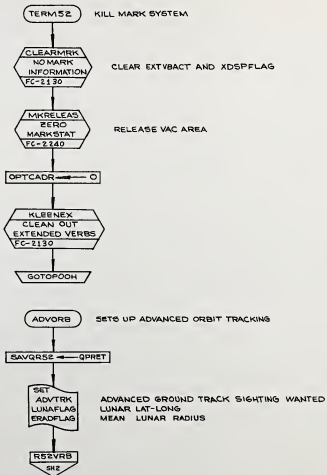 TERM52 KILL MARK SYSTEM
CLEARMRK
NO MARK
INFORMATION
FC-2130
CLEAR EXTVBACT AND XDSPFLAG
MKRELEAS
ZERO
MARKSTAT
FC-2240
RELEASE VAC AREA
OPTCADR ← 0
KLEENEX
CLEAN OUT
EXTENDED VERBS
FC-2130
GOTOPOOH
ADVORB SETS UP ADVANCED ORBIT TRACKING
SAVQR52 ← QPRET
SET
ADVTRK
LUNAFLAG
ERADFLAG
ADVANCED GROUND TRACK SIGHTING WANTED
LUNAR LAT-LONG
MEAN LUNAR RADIUS
R52VRB
SH2